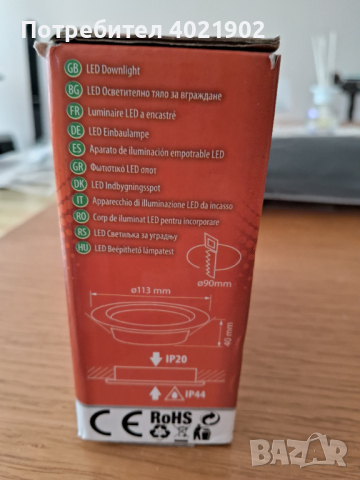 Потребител 4021902
GB LED Downlight
BG LED Осветително тяло за вграждане
FR Luminaire LED a encastré
DE LED Einbaulampe
ES Aparato de iluminación empotrable LED
GR Φωτιστικό LED σποτ
DK LED Indbygningsspot
IT Apparecchio di illuminazione LED da incasso
RO Corp de iluminat LED pentru incorporare
RS LED Светиљка за уградњу
HU LED Beépíthető lámpatest
ø90mm
ø113 mm
40 mm
IP20
IP44
CE RoHS
BAZAR